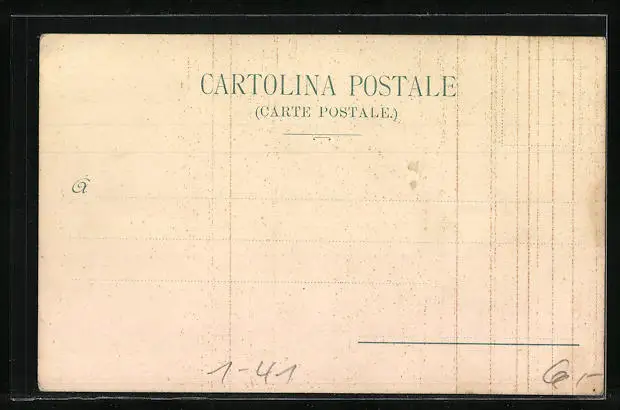 CARTOLINA POSTALE
(CARTE POSTALE.)
A
1-41
6,-